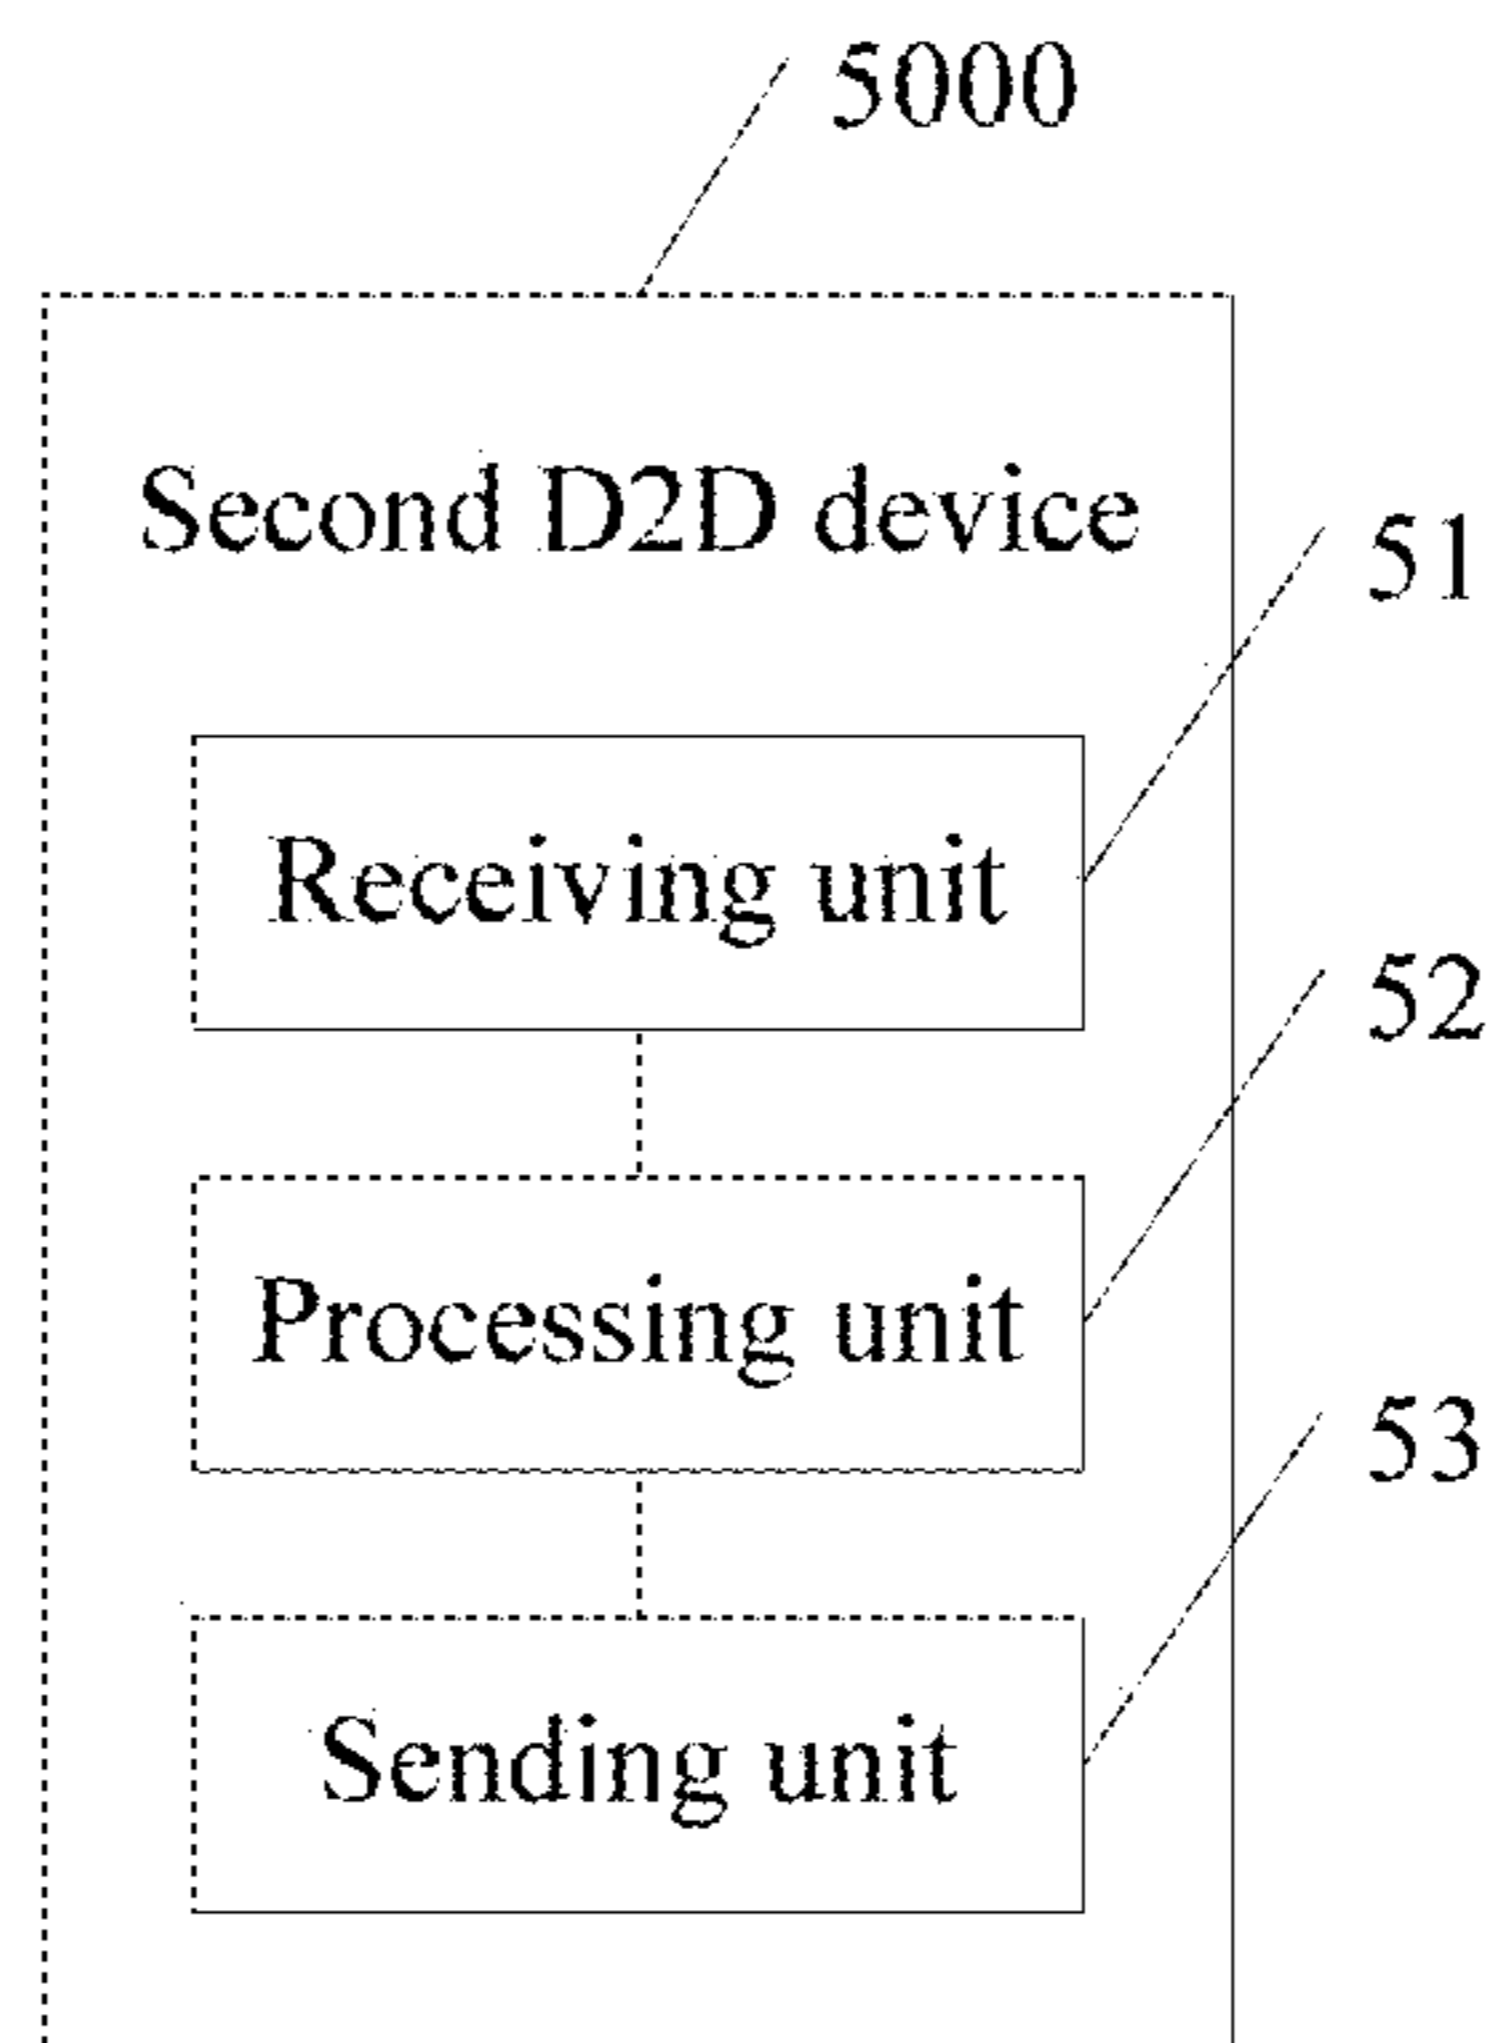 5000
Second D2D device
51
Receiving unit
52
Processing unit
53
Sending unit